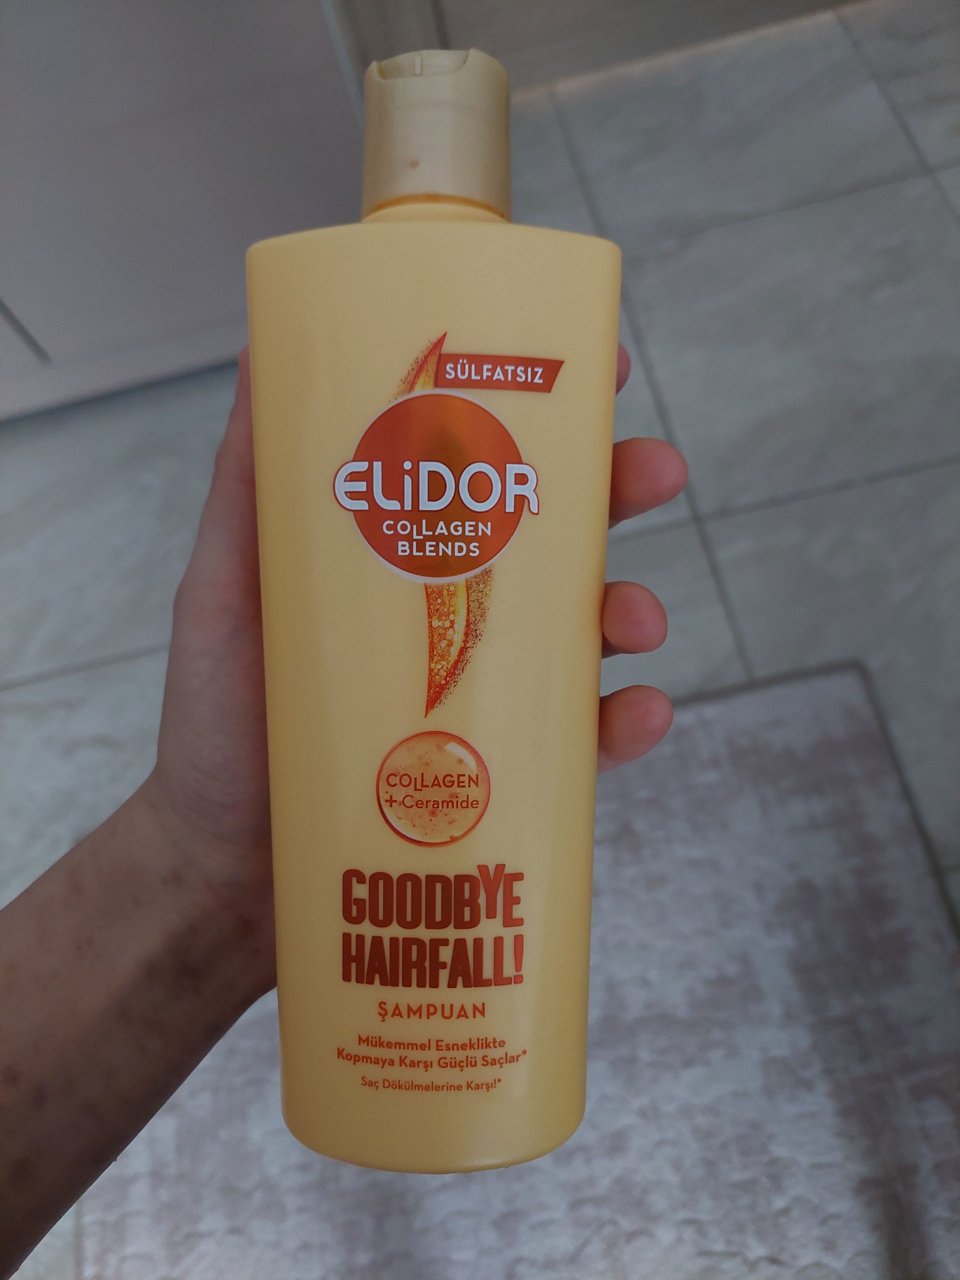 SÜLFATSIZ
ELiDOR
COLLAGEN
BLENDS
COLLAGEN
+Ceramide
GOODBYE
HAIRFALL!
ŞAMPUAN
Mükemmel Esneklikte
Kopmaya Karşı Güçlü Saçlar*
Saç Dökülmelerine Karşı!*